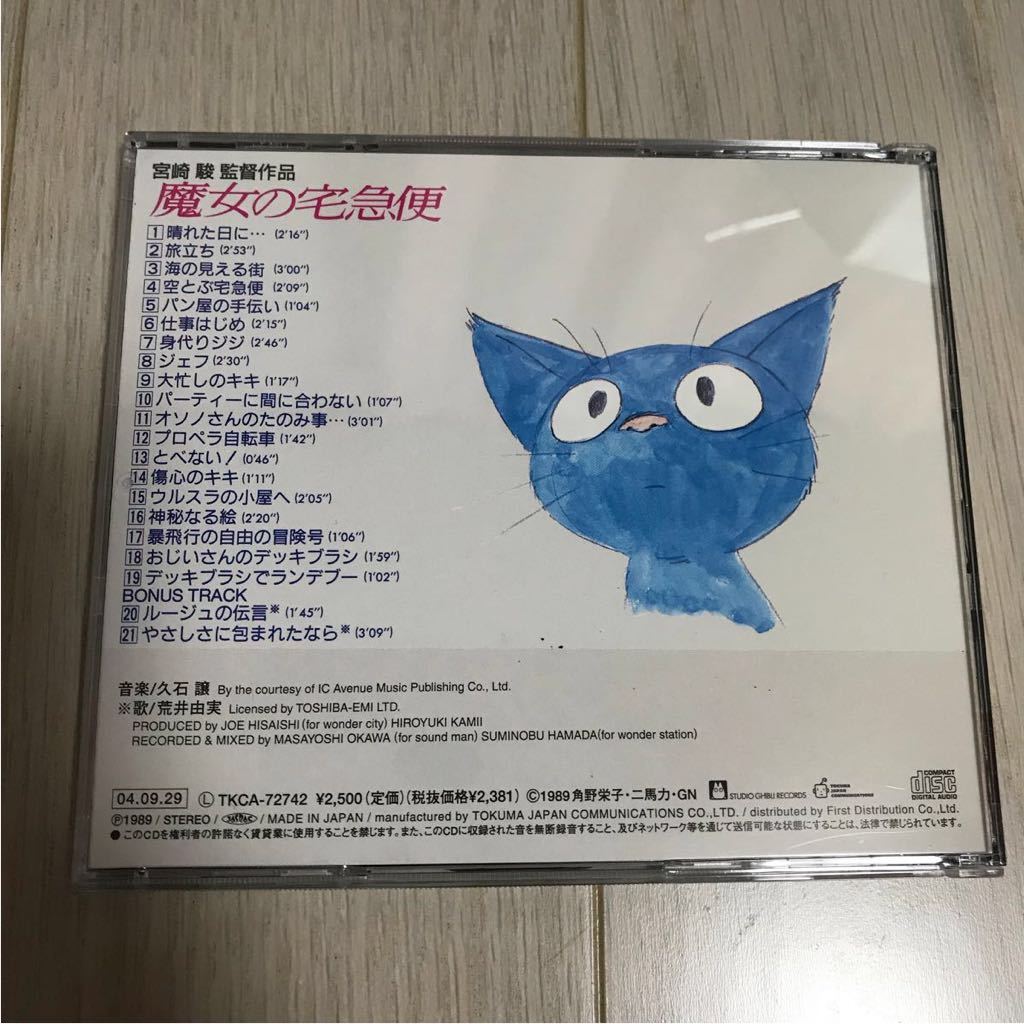 宮崎 駿 監督作品
魔女の宅急便
1 晴れた日に… (2'16")
2 旅立ち (2'53")
3 海の見える街 (3'00")
4 空とぶ宅急便 (2'09")
5 パン屋の手伝い (1'04")
6 仕事はじめ (2'15")
7 身代りジジ (2'46")
8 ジェフ (2'30")
9 大忙しのキキ (1'17")
10 パーティーに間に合わない (1'07")
11 オソノさんのたのみ事… (3'01")
12 プロペラ自転車 (1'42")
13 とべない! (0'46")
14 傷心のキキ (1'11")
15 ウルスラの小屋へ (2'05")
16 神秘なる絵 (2'20")
17 暴飛行の自由の冒険号 (1'06")
18 おじいさんのデッキブラシ (1'59")
19 デッキブラシでランデブー (1'02")
BONUS TRACK
20 ルージュの伝言※ (1'45")
21 やさしさに包まれたなら※ (3'09")
音楽/久石 譲 By the courtesy of IC Avenue Music Publishing Co., Ltd.
※歌/荒井由実 Licensed by TOSHIBA-EMI LTD.
PRODUCED by JOE HISAISHI (for wonder city) HIROYUKI KAMII
RECORDED & MIXED by MASAYOSHI OKAWA (for sound man) SUMINOBU HAMADA (for wonder station)
04.09.29 Ⓛ TKCA-72742 ¥2,500 (定価) (税抜価格¥2,381) ©1989 角野栄子・二馬力・GN STUDIO GHIBLI RECORDS TOKUMA JAPAN COMMUNICATIONS COMPACT disc DIGITAL AUDIO
Ⓟ1989 / STEREO / JASRAC / MADE IN JAPAN / manufactured by TOKUMA JAPAN COMMUNICATIONS CO.,LTD. / distributed by First Distribution Co.,Ltd.
● このCDを権利者の許諾なく賃貸業に使用することを禁じます。また、このCDに収録された音を無断録音すること、及びネットワーク等を通じて送信可能な状態にすることは、法律で禁じられています。